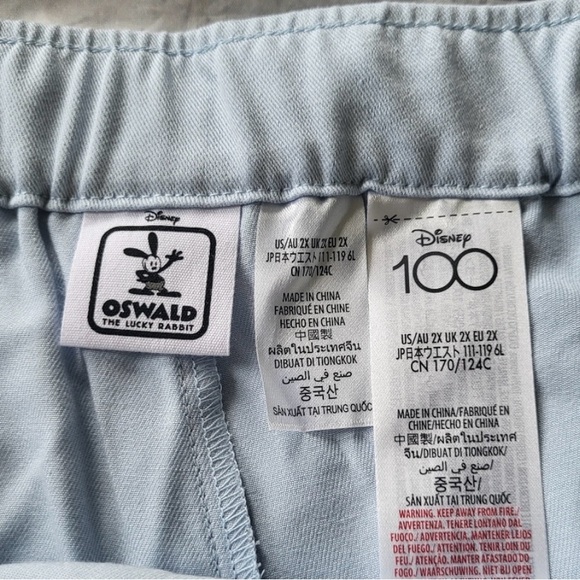 Disney
OSWALD
THE LUCKY RABBIT
US/AU 2X UK 2X EU 2X
JP日本ウエスト/111-119 6L
CN 170/124C
MADE IN CHINA
FABRIQUÉ EN CHINE
HECHO EN CHINA
中國製
ผลิตในประเทศจีน
DIBUAT DI TIONGKOK
صنع في الصين
중국산
SẢN XUẤT TẠI TRUNG QUỐC
Disney
100
US/AU 2X UK 2X EU 2X
JP日本ウエスト 111-119 6L
CN 170/124C
MADE IN CHINA/FABRIQUÉ EN
CHINE/HECHO EN CHINA/
中國製/ผลิตในประเทศ
จีน/DIBUAT DI TIONGKOK
/صنع في الصين/
중국산/
SẢN XUẤT TẠI TRUNG QUỐC
WARNING. KEEP AWAY FROM FIRE./
AVVERTENZA. TENERE LONTANO DAL
FUOCO./ADVERTENCIA. MANTENER LEJOS
DEL FUEGO./ATTENTION. TENIR LOIN DU
FEU./ATENÇÃO. MANTER AFASTADO DO
FOGO./WAARSCHUWING. NIET BIJ OPEN